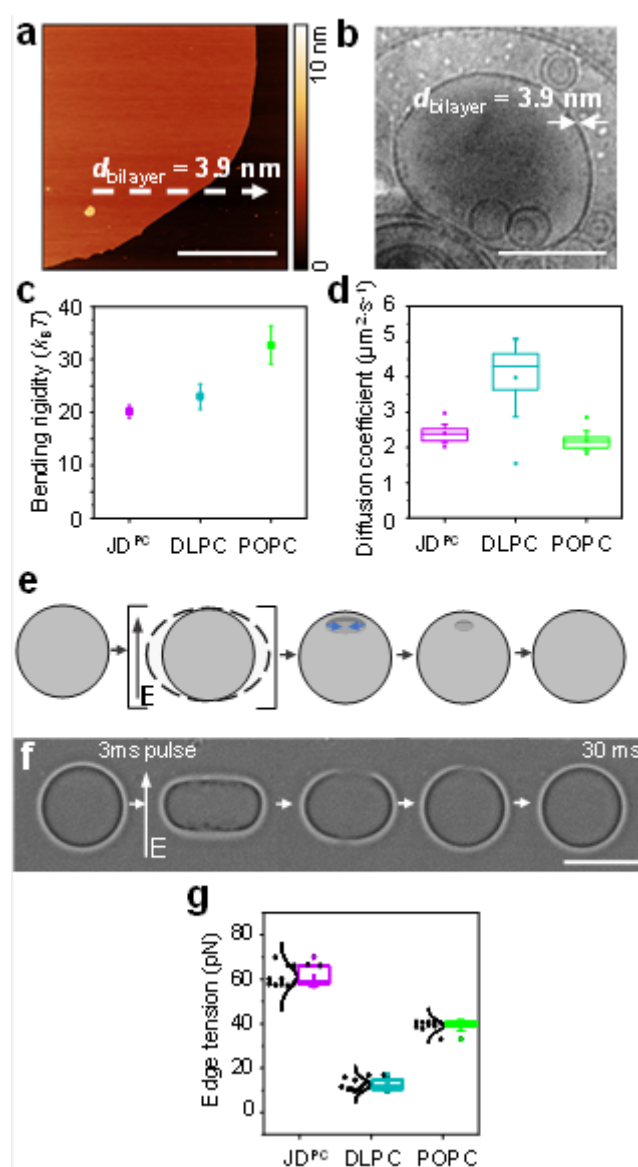 a
10 nm
0
d bilayer = 3.9 nm
b
d bilayer = 3.9 nm
c
Bending rigidity (k_B T)
40
30
20
10
0
JD^PC DLPC POPC
d
Diffusion coefficient (µm²·s⁻¹)
6
5
4
3
2
1
0
JD^PC DLPC POPC
e
E
f
3ms pulse
30 ms
E
g
Edge tension (pN)
80
60
40
20
0
JD^PC DLPC POPC